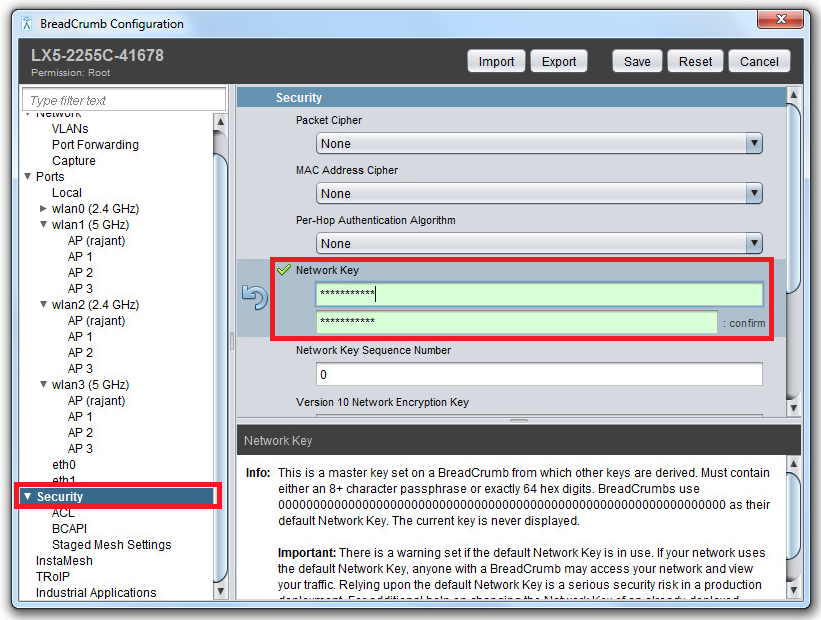 BreadCrumb Configuration
LX5-2255C-41678
Permission: Root
Import Export Save Reset Cancel
Type filter text
Network
VLANs
Port Forwarding
Capture
Ports
Local
wlan0 (2.4 GHz)
wlan1 (5 GHz)
AP (rajant)
AP 1
AP 2
AP 3
wlan2 (2.4 GHz)
AP (rajant)
AP 1
AP 2
AP 3
wlan3 (5 GHz)
AP (rajant)
AP 1
AP 2
AP 3
eth0
eth1
Security
ACL
BCAPI
Staged Mesh Settings
InstaMesh
TRoIP
Industrial Applications
Security
Packet Cipher
None
MAC Address Cipher
None
Per-Hop Authentication Algorithm
None
Network Key
***********
*********** : confirm
Network Key Sequence Number
0
Version 10 Network Encryption Key
Network Key
Info: This is a master key set on a BreadCrumb from which other keys are derived. Must contain
either an 8+ character passphrase or exactly 64 hex digits. BreadCrumbs use
0000000000000000000000000000000000000000000000000000000000000000 as their
default Network Key. The current key is never displayed.
Important: There is a warning set if the default Network Key is in use. If your network uses
the default Network Key, anyone with a BreadCrumb may access your network and view
your traffic. Relying upon the default Network Key is a serious security risk in a production
deployment. For additional help on changing the Network Key of an already deployed